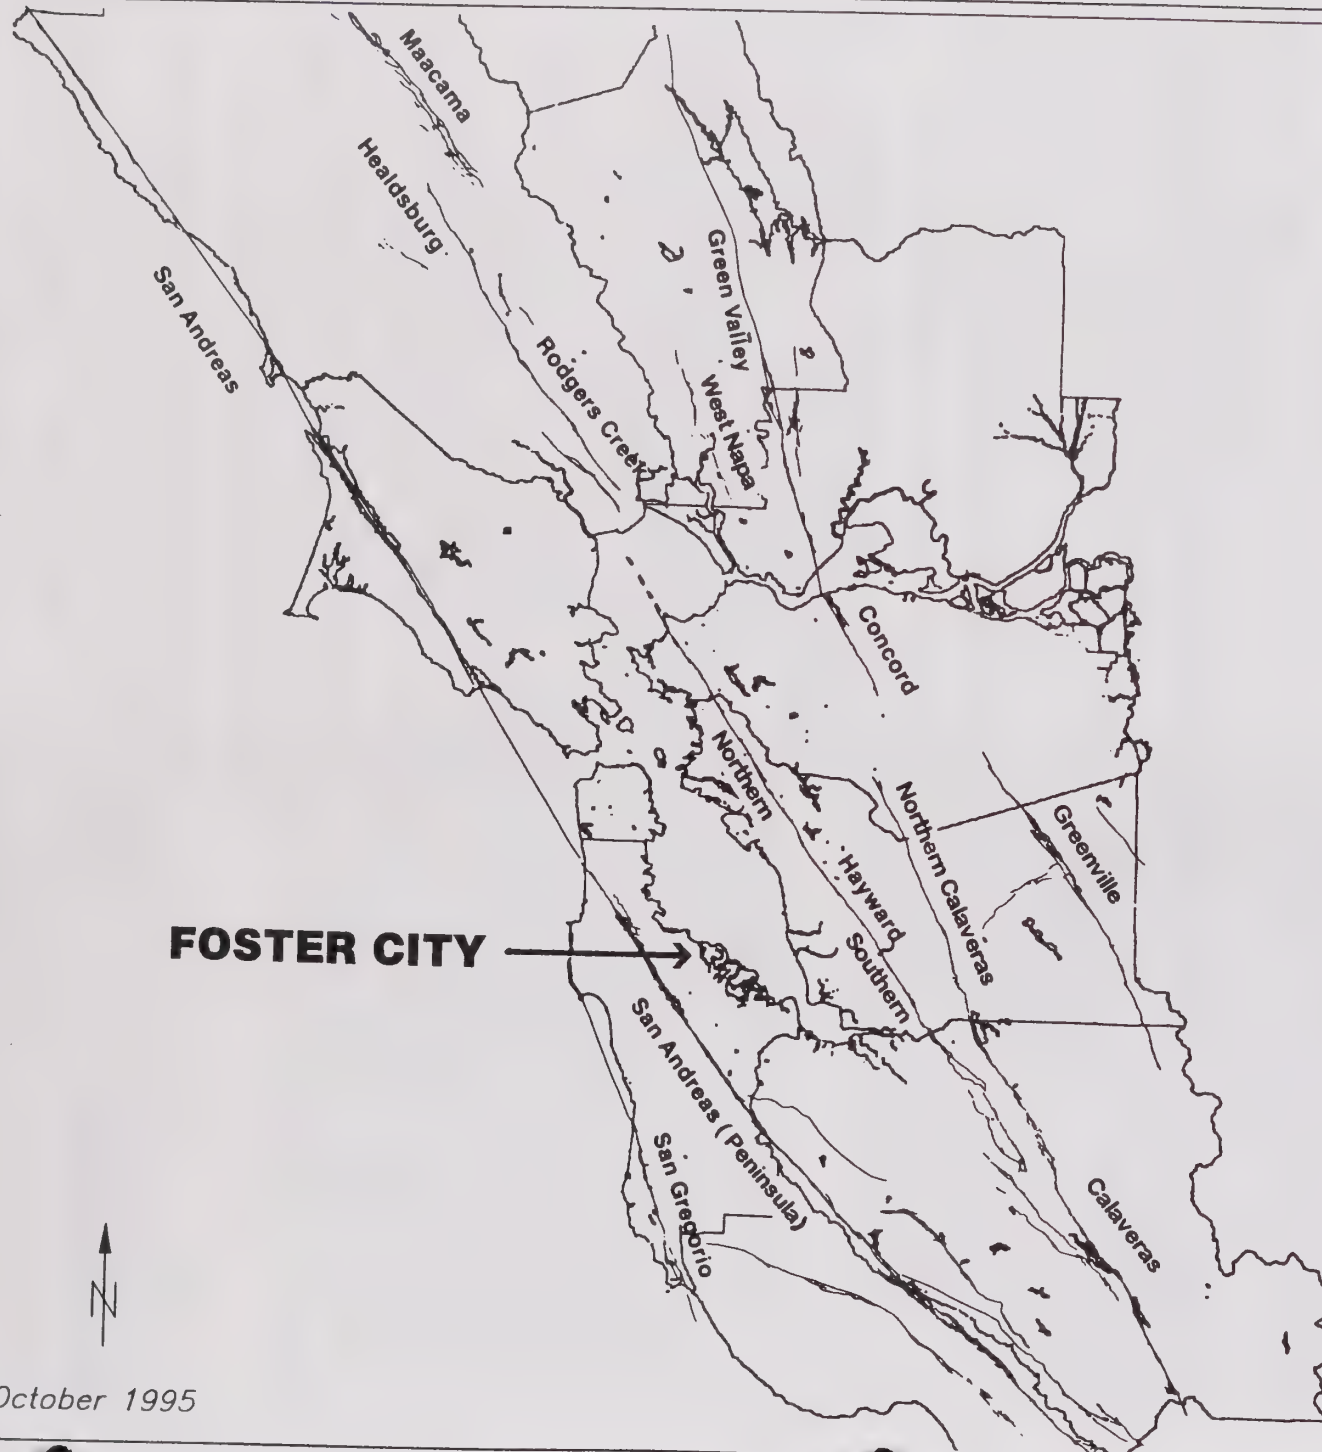 Maacama
Healdsburg
San Andreas
Green Valley
Rodgers Creek
West Napa
Concord
Northern
Hayward
Southern
Northern Calaveras
Greenville
FOSTER CITY
San Andreas (Peninsula)
San Gregorio
Calaveras
N
October 1995